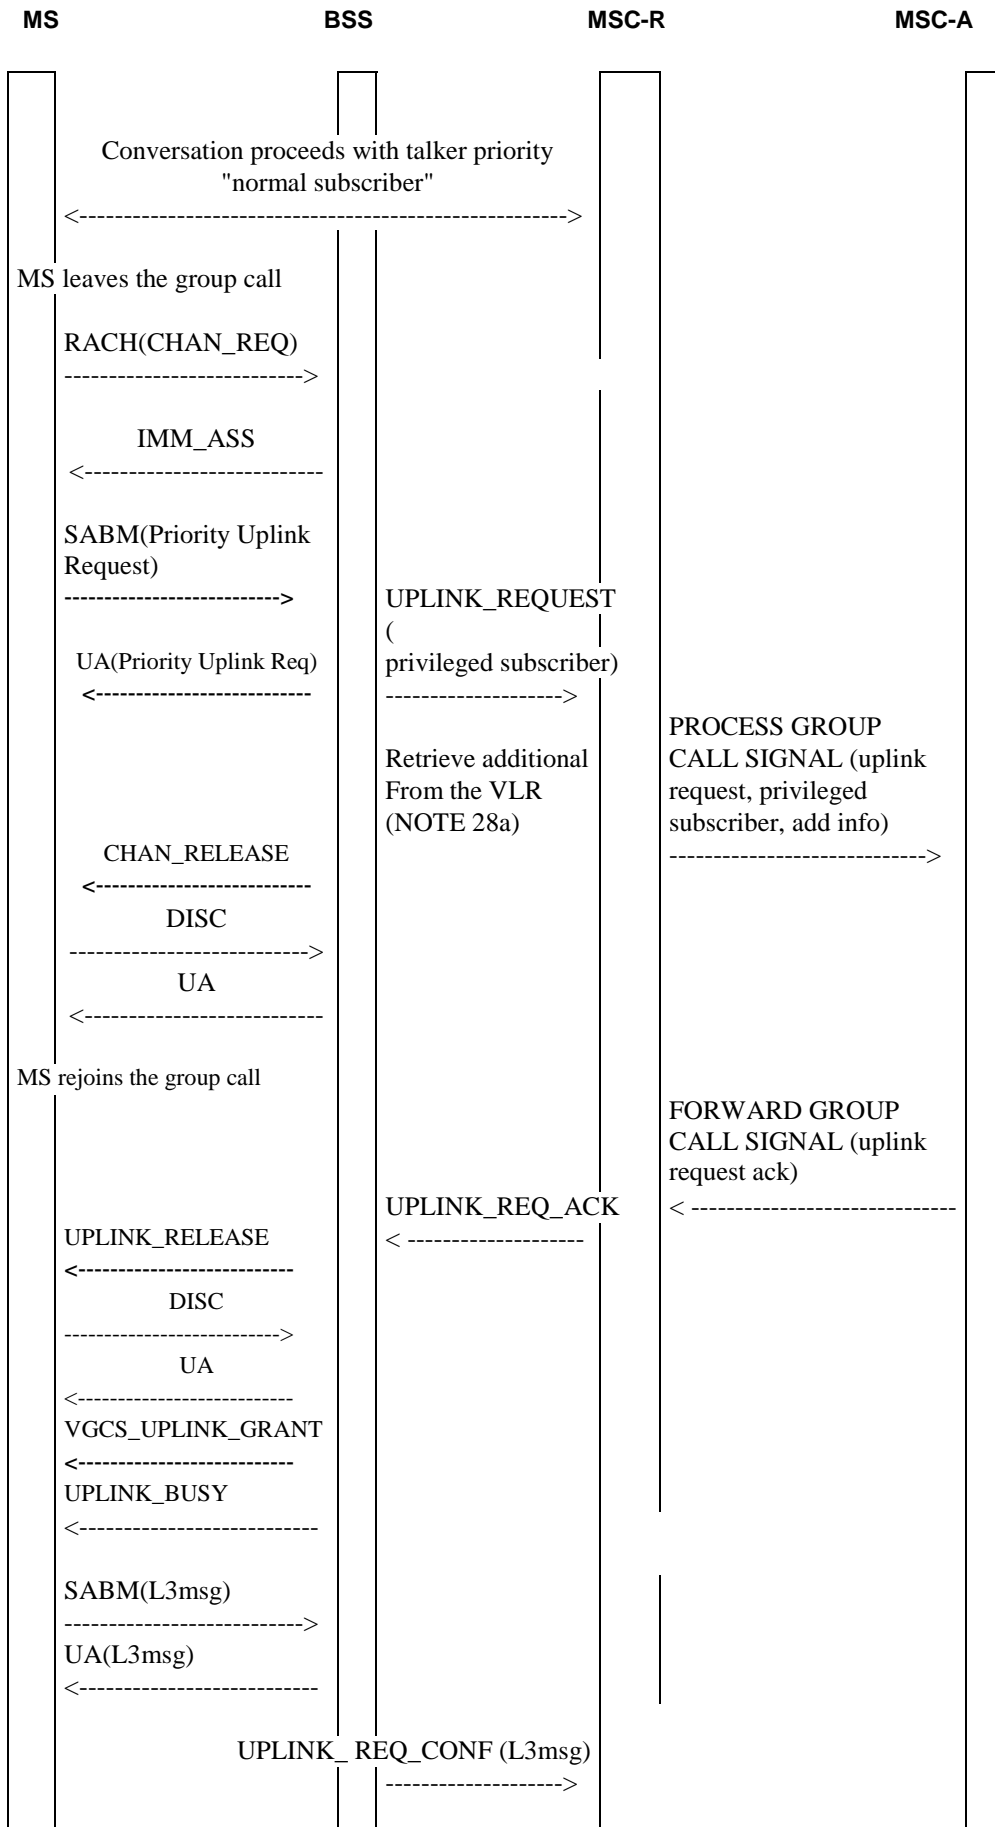 MS BSS MSC-R MSC-A
Conversation proceeds with talker priority
"normal subscriber"
<------------------------------------------------------>
MS leaves the group call
RACH(CHAN_REQ)
--------------------------->
IMM_ASS
<---------------------------
SABM(Priority Uplink
Request)
--------------------------->
UPLINK_REQUEST
(
privileged subscriber)
-------------------->
UA(Priority Uplink Req)
<---------------------------
Retrieve additional
From the VLR
(NOTE 28a)
PROCESS GROUP
CALL SIGNAL (uplink
request, privileged
subscriber, add info)
----------------------------->
CHAN_RELEASE
<---------------------------
DISC
--------------------------->
UA
<---------------------------
MS rejoins the group call
FORWARD GROUP
CALL SIGNAL (uplink
request ack)
< ------------------------------
UPLINK_REQ_ACK
< --------------------
UPLINK_RELEASE
<---------------------------
DISC
--------------------------->
UA
<---------------------------
VGCS_UPLINK_GRANT
<---------------------------
UPLINK_BUSY
<---------------------------
SABM(L3msg)
--------------------------->
UA(L3msg)
<---------------------------
UPLINK_ REQ_CONF (L3msg)
-------------------->